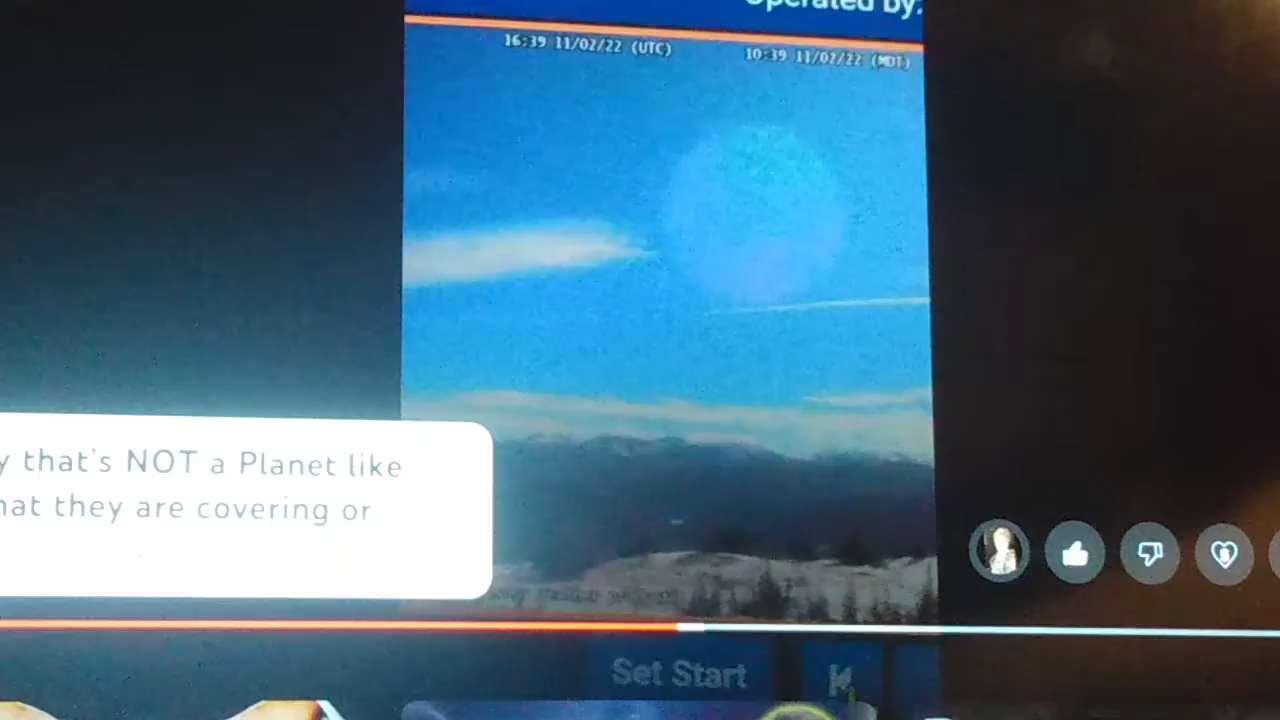 Operated by:
16:39 11/02/22 (UTC)
10:39 11/02/22 (MDT)
that's NOT a Planet like
they are covering or
Set Start